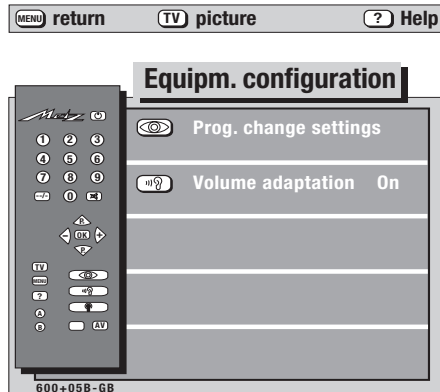 MENU return TV picture ? Help
Equipm. configuration
Metz
1 2 3
4 5 6
7 8 9
--/- 0
R
- OK +
P
TV
MENU
?
A
B AV
Prog. change settings
Volume adaptation On
600+05B-GB